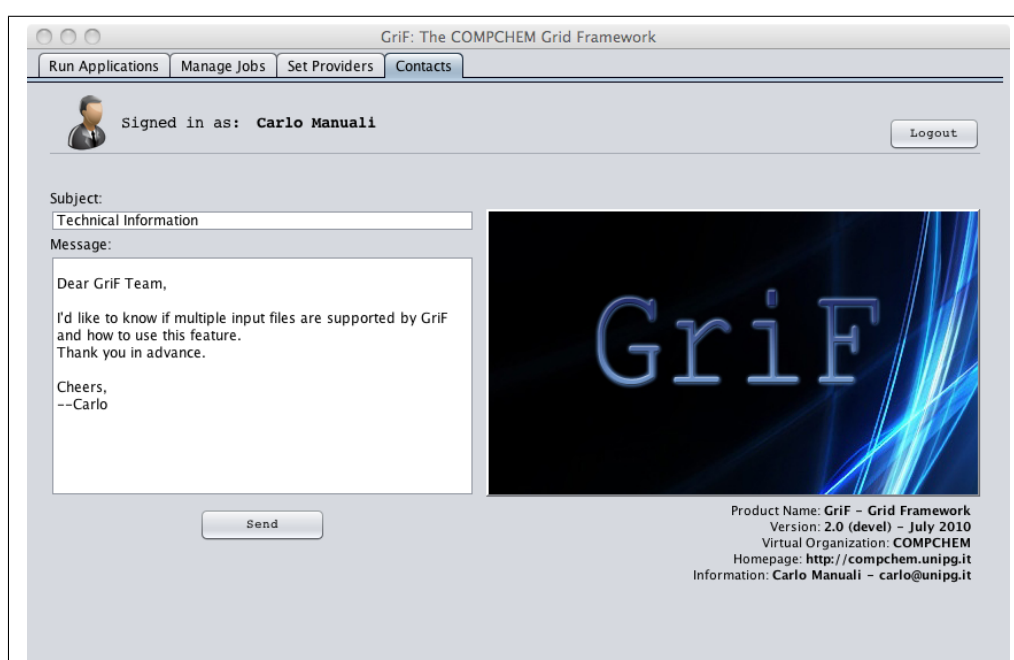 GriF: The COMPCHEM Grid Framework
Run Applications Manage Jobs Set Providers Contacts
Signed in as: Carlo Manuali
Logout
Subject:
Technical Information
Message:
Dear GriF Team,
I'd like to know if multiple input files are supported by GriF
and how to use this feature.
Thank you in advance.
Cheers,
--Carlo
Send
GriF
Product Name: GriF - Grid Framework
Version: 2.0 (devel) - July 2010
Virtual Organization: COMPCHEM
Homepage: http://compchem.unipg.it
Information: Carlo Manuali - carlo@unipg.it